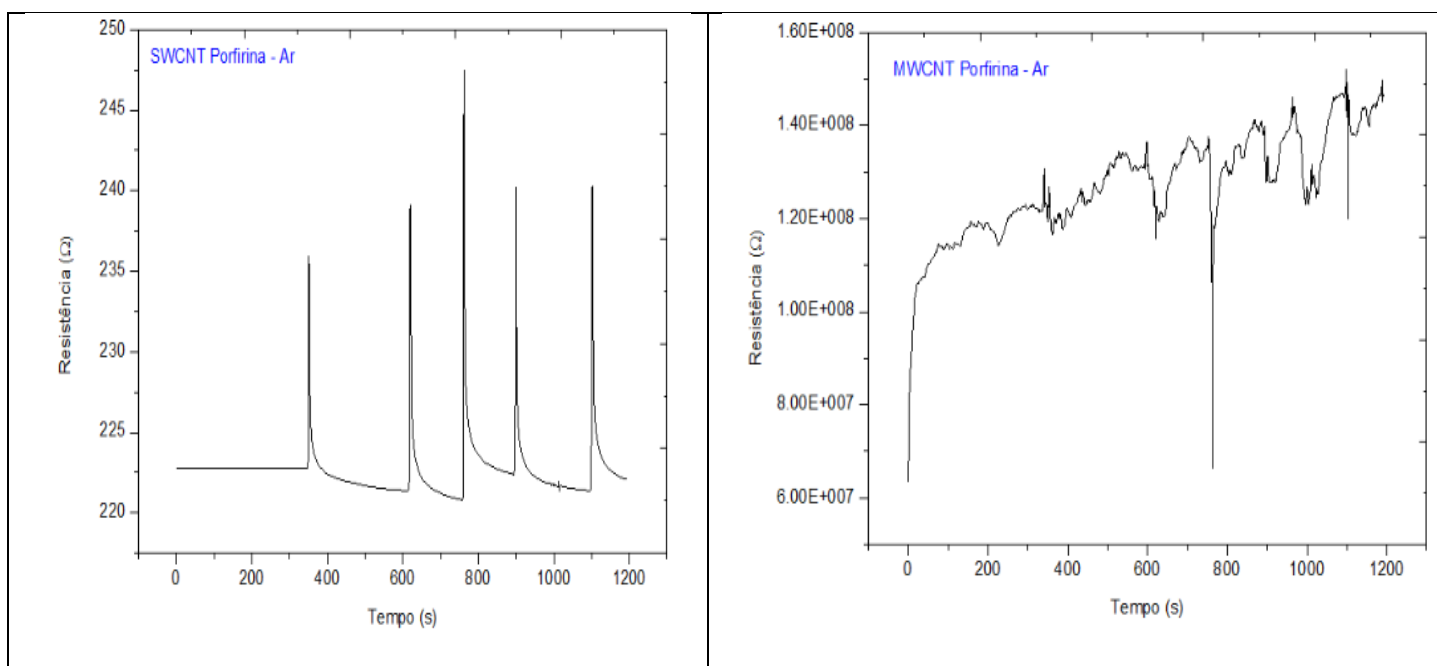 SWCNT Porfirina - Ar
Resistência (Ω)
250
245
240
235
230
225
220
0 200 400 600 800 1000 1200
Tempo (s)
MWCNT Porfirina - Ar
Resistência (Ω)
1.60E+008
1.40E+008
1.20E+008
1.00E+008
8.00E+007
6.00E+007
0 200 400 600 800 1000 1200
Tempo (s)